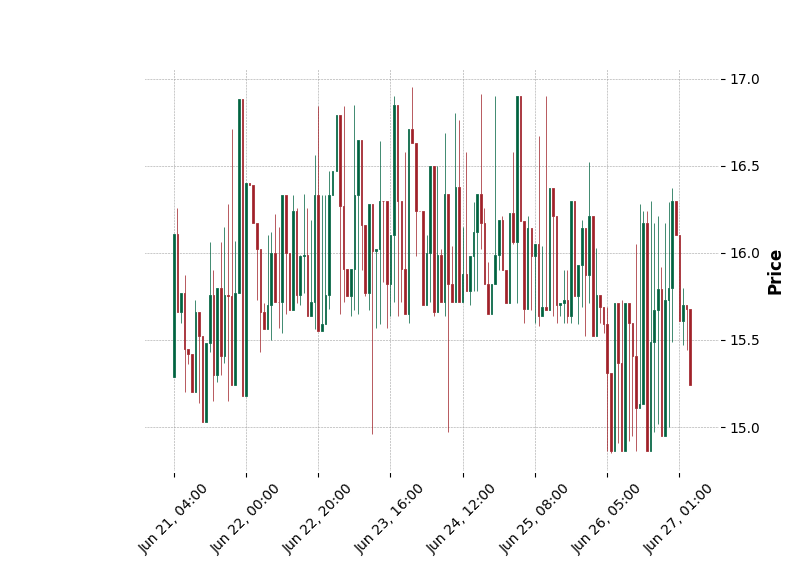 17.0
16.5
16.0
15.5
15.0
Price
Jun 21, 04:00
Jun 22, 00:00
Jun 22, 20:00
Jun 23, 16:00
Jun 24, 12:00
Jun 25, 08:00
Jun 26, 05:00
Jun 27, 01:00